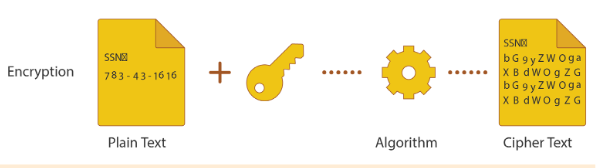 Encryption
SSN
783-43-1616
Plain Text
Algorithm
SSN
bG9yZWOga
XBdWOgZG
bG9yZWOga
XBdWOgZG
Cipher Text